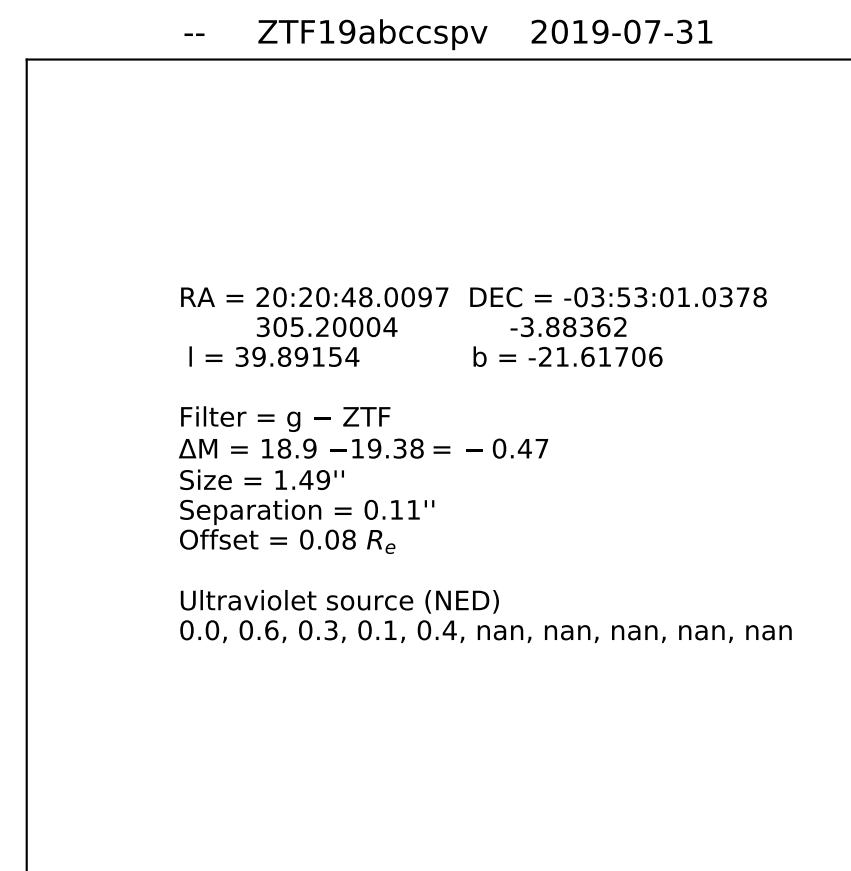 -- ZTF19abccspv 2019-07-31
RA = 20:20:48.0097 DEC = -03:53:01.0378
305.20004 -3.88362
l = 39.89154 b = -21.61706
Filter = g − ZTF
ΔM = 18.9 −19.38 = − 0.47
Size = 1.49''
Separation = 0.11''
Offset = 0.08 Re
Ultraviolet source (NED)
0.0, 0.6, 0.3, 0.1, 0.4, nan, nan, nan, nan, nan